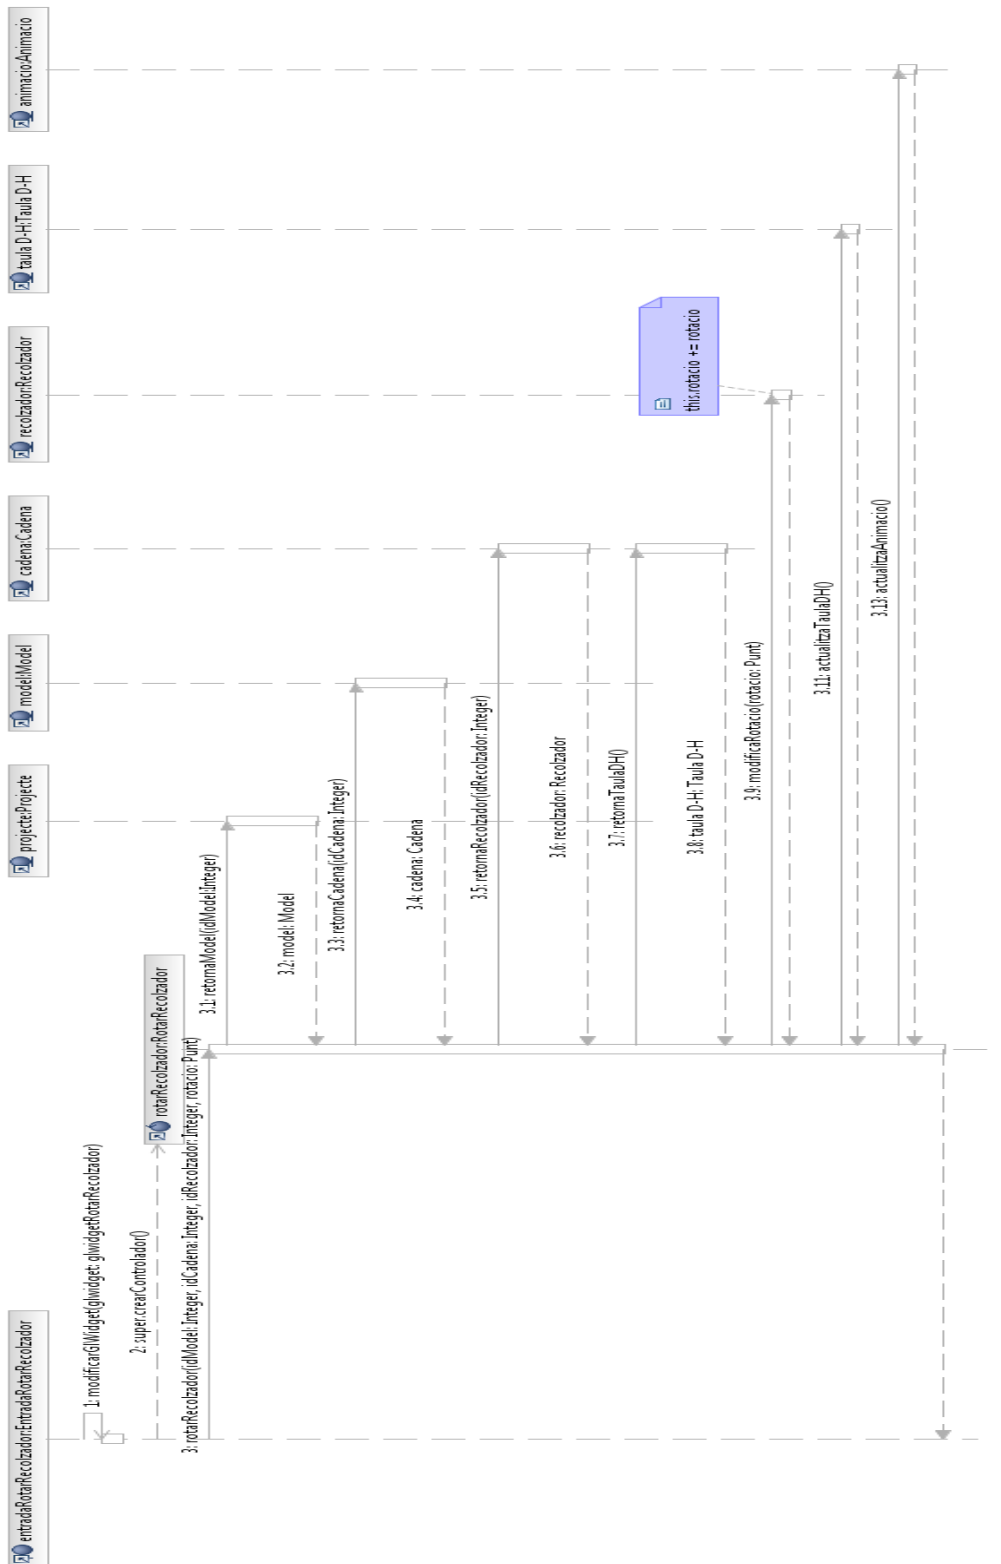 entradaRotarRecolzador:EntradaRotarRecolzador
rotarRecolzador:RotarRecolzador
projecte:Projecte
model:Model
cadena:Cadena
recolzador:Recolzador
taula D-H:Taula D-H
animacio:Animacio
1: modificarGlWidget(glwidget: glwidgetRotarRecolzador)
2: super.crearControlador()
3: rotarRecolzador(idModel: Integer, idCadena: Integer, idRecolzador: Integer, rotacio: Punt)
3.1: retornaModel(idModel:Integer)
3.2: model: Model
3.3: retornaCadena(idCadena: Integer)
3.4: cadena: Cadena
3.5: retornaRecolzador(idRecolzador: Integer)
3.6: recolzador: Recolzador
3.7: retornaTaulaDH()
3.8: taula D-H: Taula D-H
this.rotacio += rotacio
3.9: modificaRotacio(rotacio: Punt)
3.11: actualitzaTaulaDH()
3.13: actualitzaAnimacio()